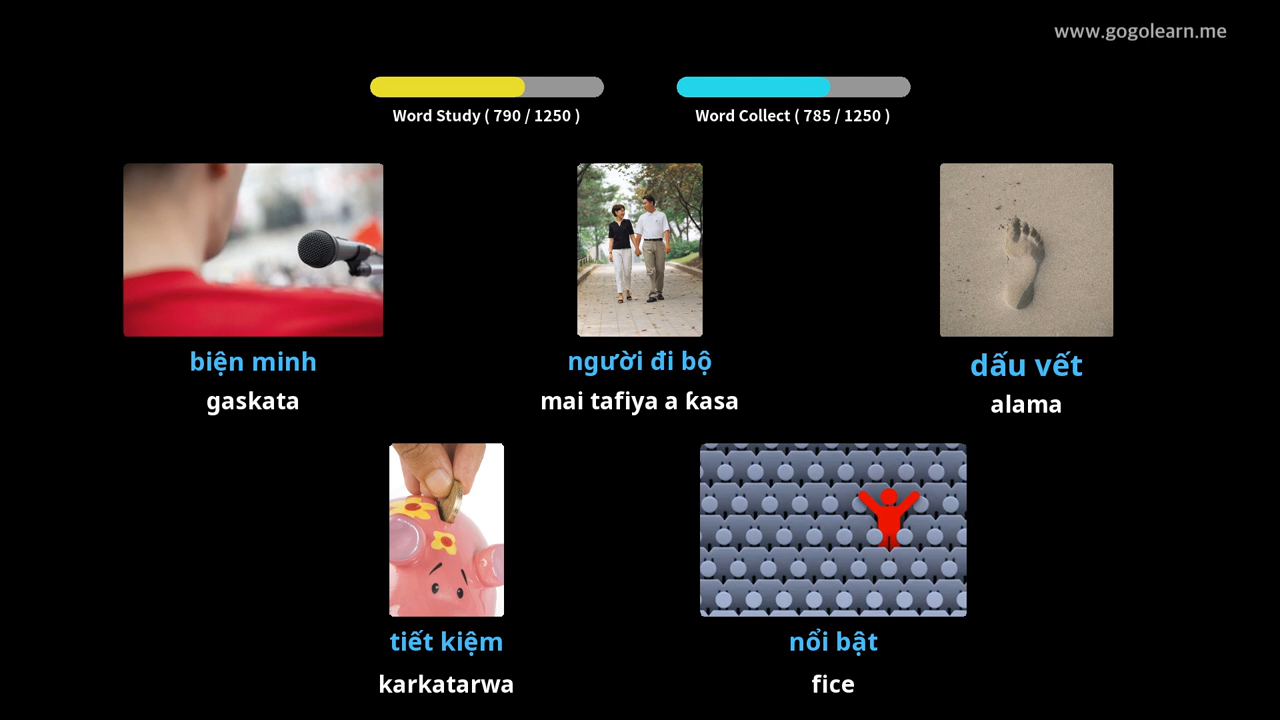 www.gogolearn.me
Word Study ( 790 / 1250 )
Word Collect ( 785 / 1250 )
biện minh
gaskata
người đi bộ
mai tafiya a ƙasa
dấu vết
alama
tiết kiệm
karkatarwa
nổi bật
fice